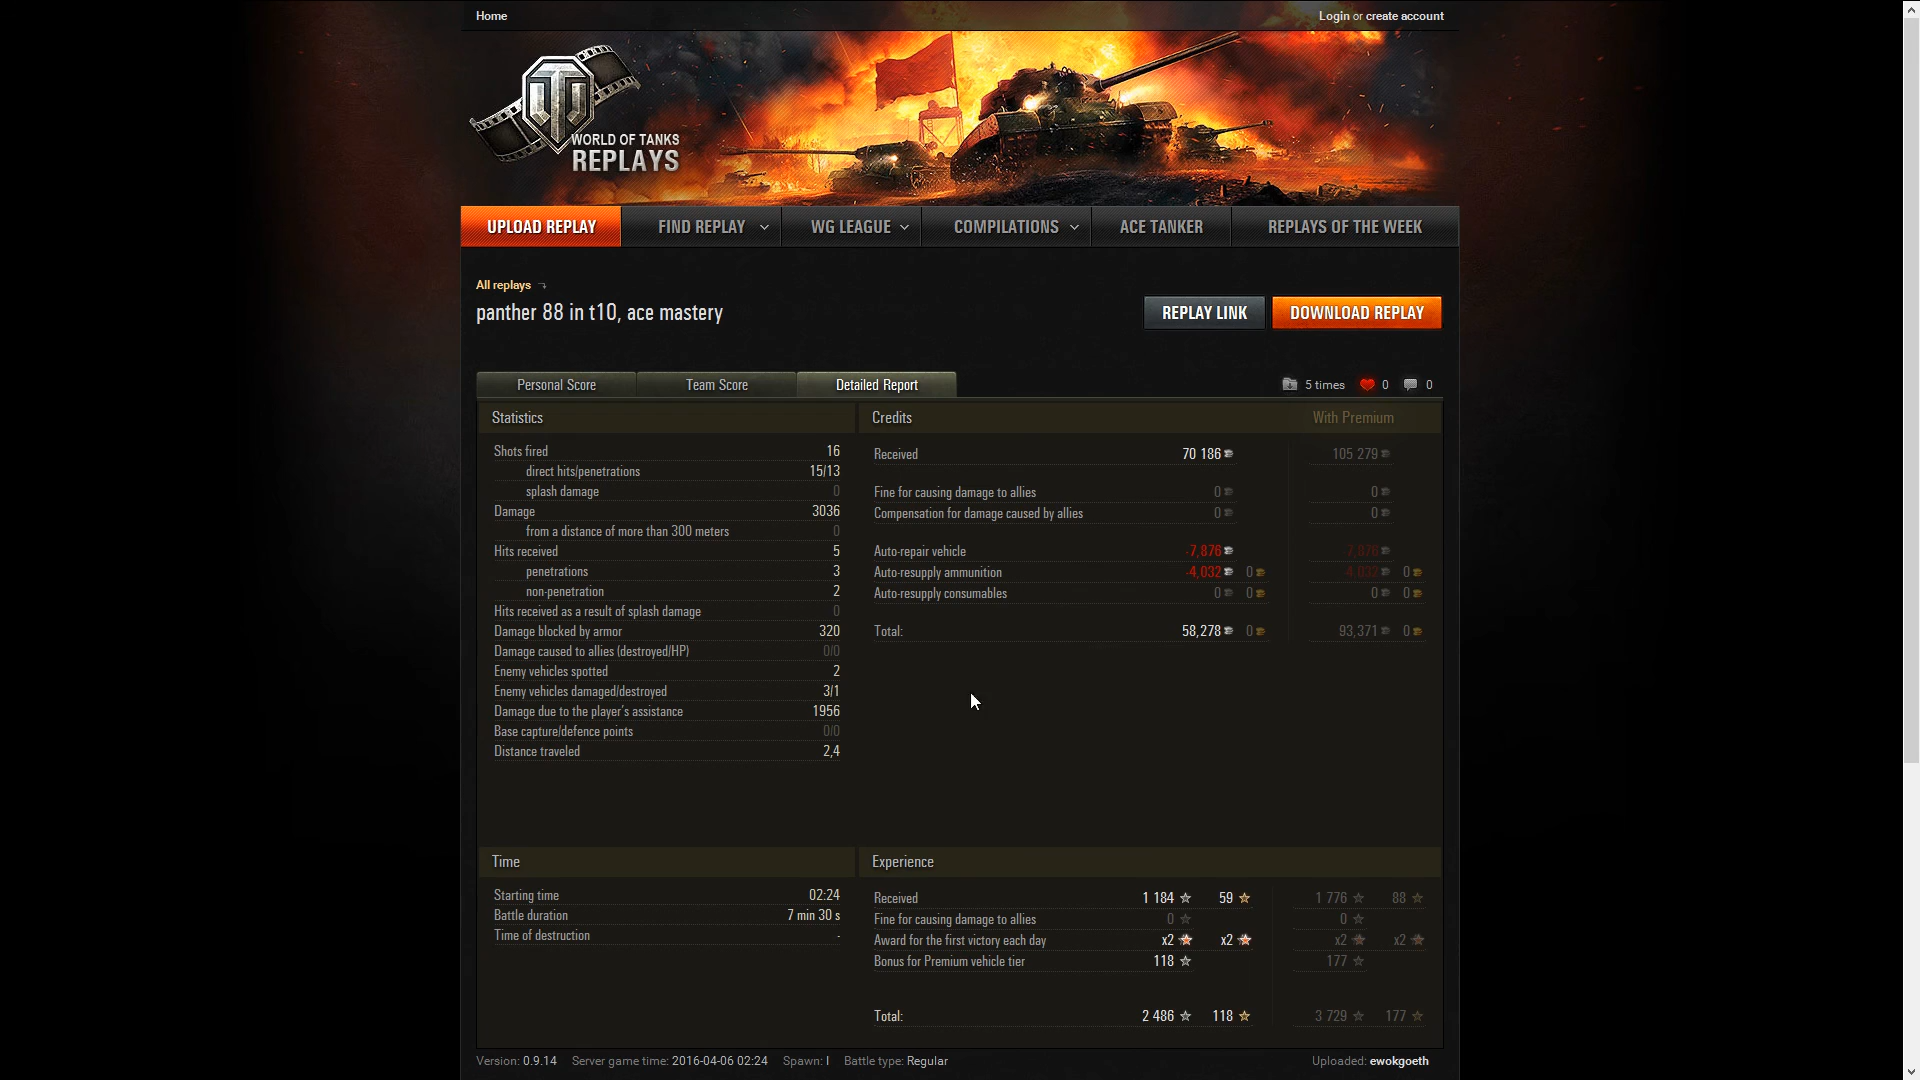 Home
Login or create account
WORLD OF TANKS
REPLAYS
UPLOAD REPLAY
FIND REPLAY
WG LEAGUE
COMPILATIONS
ACE TANKER
REPLAYS OF THE WEEK
All replays
panther 88 in t10, ace mastery
REPLAY LINK
DOWNLOAD REPLAY
Personal Score
Team Score
Detailed Report
5 times
0
0
Statistics
Shots fired 16
direct hits/penetrations 15/13
splash damage 0
Damage 3036
from a distance of more than 300 meters 0
Hits received 5
penetrations 3
non-penetration 2
Hits received as a result of splash damage 0
Damage blocked by armor 320
Damage caused to allies (destroyed/HP) 0/0
Enemy vehicles spotted 2
Enemy vehicles damaged/destroyed 3/1
Damage due to the player's assistance 1956
Base capture/defence points 0/0
Distance traveled 2,4
Credits With Premium
Received 70 186 105 279
Fine for causing damage to allies 0 0
Compensation for damage caused by allies 0 0
Auto-repair vehicle -7,876 -7,876
Auto-resupply ammunition -4,032 0 -4,032 0
Auto-resupply consumables 0 0 0 0
Total: 58,278 0 93,371 0
Time
Starting time 02:24
Battle duration 7 min 30 s
Time of destruction -
Experience
Received 1 184 59 1 776 88
Fine for causing damage to allies 0 0
Award for the first victory each day x2 x2 x2 x2
Bonus for Premium vehicle tier 118 177
Total: 2 486 118 3 729 177
Version: 0.9.14 Server game time: 2016-04-06 02:24 Spawn: I Battle type: Regular
Uploaded: ewokgoeth